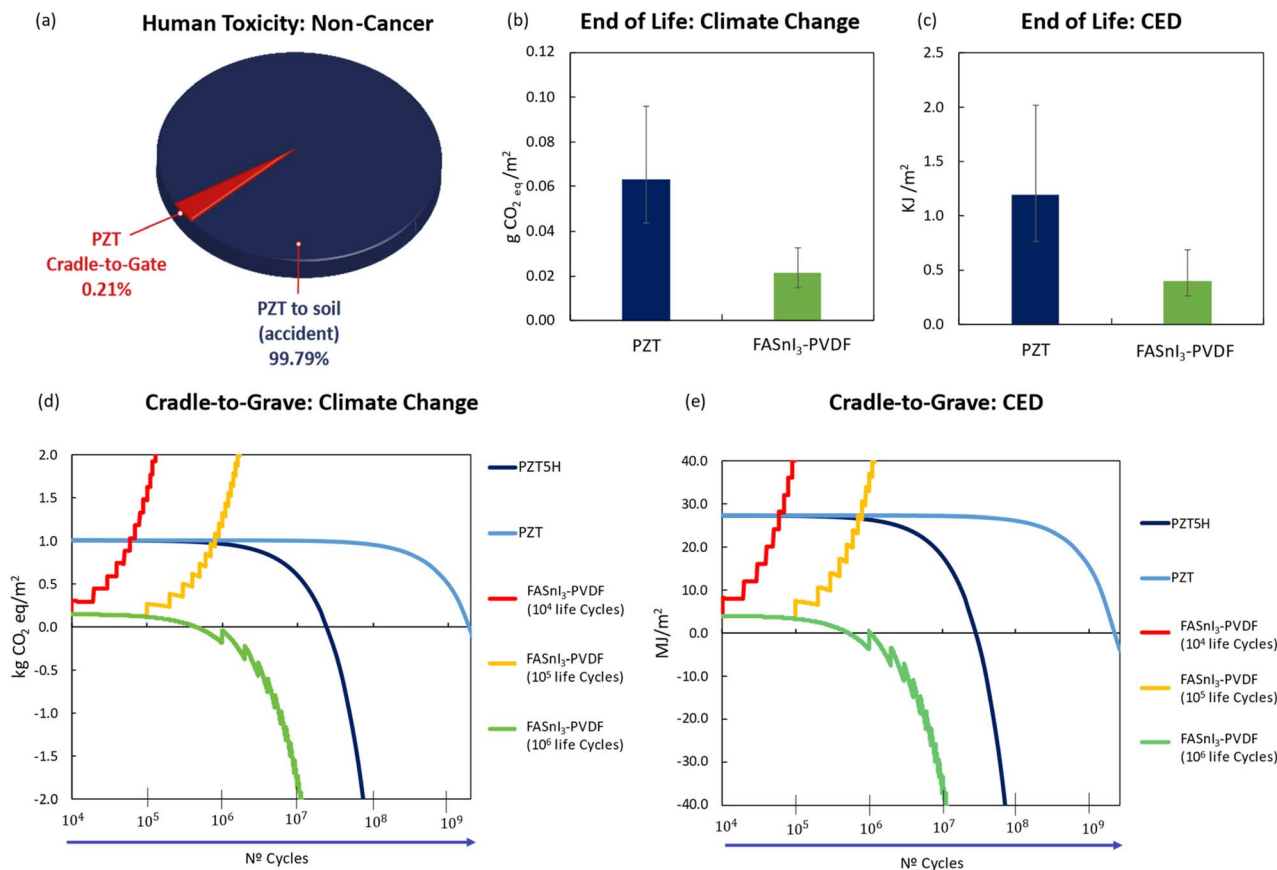 (a)
Human Toxicity: Non-Cancer
PZT
Cradle-to-Gate
0.21%
PZT to soil
(accident)
99.79%
(b)
End of Life: Climate Change
g CO₂ eq/m²
0.12
0.10
0.08
0.06
0.04
0.02
0.00
PZT
FASnI₃-PVDF
(c)
End of Life: CED
KJ /m²
2.5
2.0
1.5
1.0
0.5
0.0
PZT
FASnI₃-PVDF
(d)
Cradle-to-Grave: Climate Change
kg CO₂ eq/m²
2.0
1.5
1.0
0.5
0.0
-0.5
-1.0
-1.5
-2.0
10⁴
10⁵
10⁶
10⁷
10⁸
10⁹
Nº Cycles
PZT5H
PZT
FASnI₃-PVDF
(10⁴ life Cycles)
FASnI₃-PVDF
(10⁵ life Cycles)
FASnI₃-PVDF
(10⁶ life Cycles)
(e)
Cradle-to-Grave: CED
MJ/m²
40.0
30.0
20.0
10.0
0.0
-10.0
-20.0
-30.0
-40.0
10⁴
10⁵
10⁶
10⁷
10⁸
10⁹
Nº Cycles
PZT5H
PZT
FASnI₃-PVDF
(10⁴ life Cycles)
FASnI₃-PVDF
(10⁵ life Cycles)
FASnI₃-PVDF
(10⁶ life Cycles)